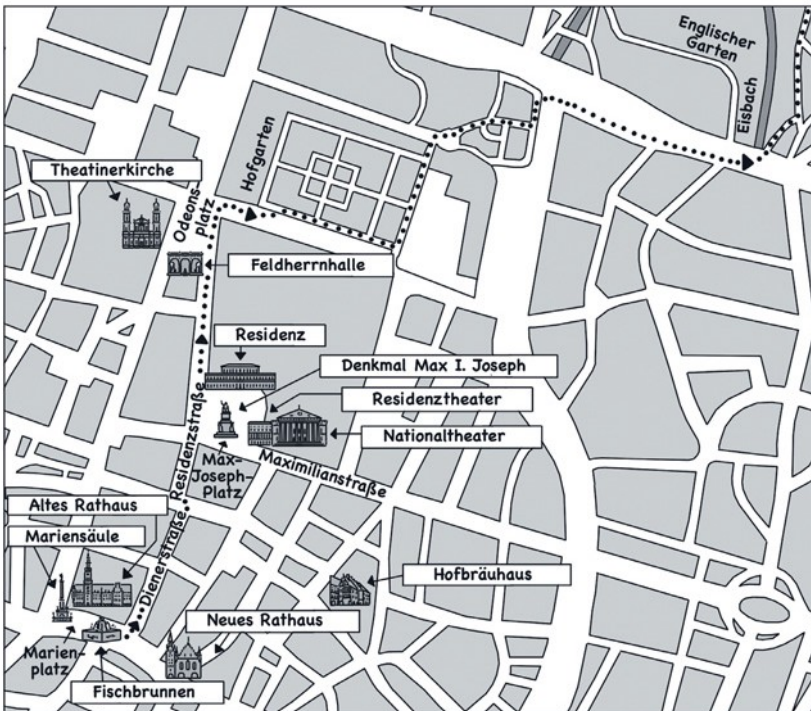 Englischer
Garten
Eisbach
Theatinerkirche
Hofgarten
Odeons-
platz
Feldherrnhalle
Residenz
Denkmal Max I. Joseph
Residenztheater
Nationaltheater
Max-
Joseph-
Platz
Maximilianstraße
Residenzstraße
Altes Rathaus
Mariensäule
Dienerstraße
Hofbräuhaus
Neues Rathaus
Marien-
platz
Fischbrunnen